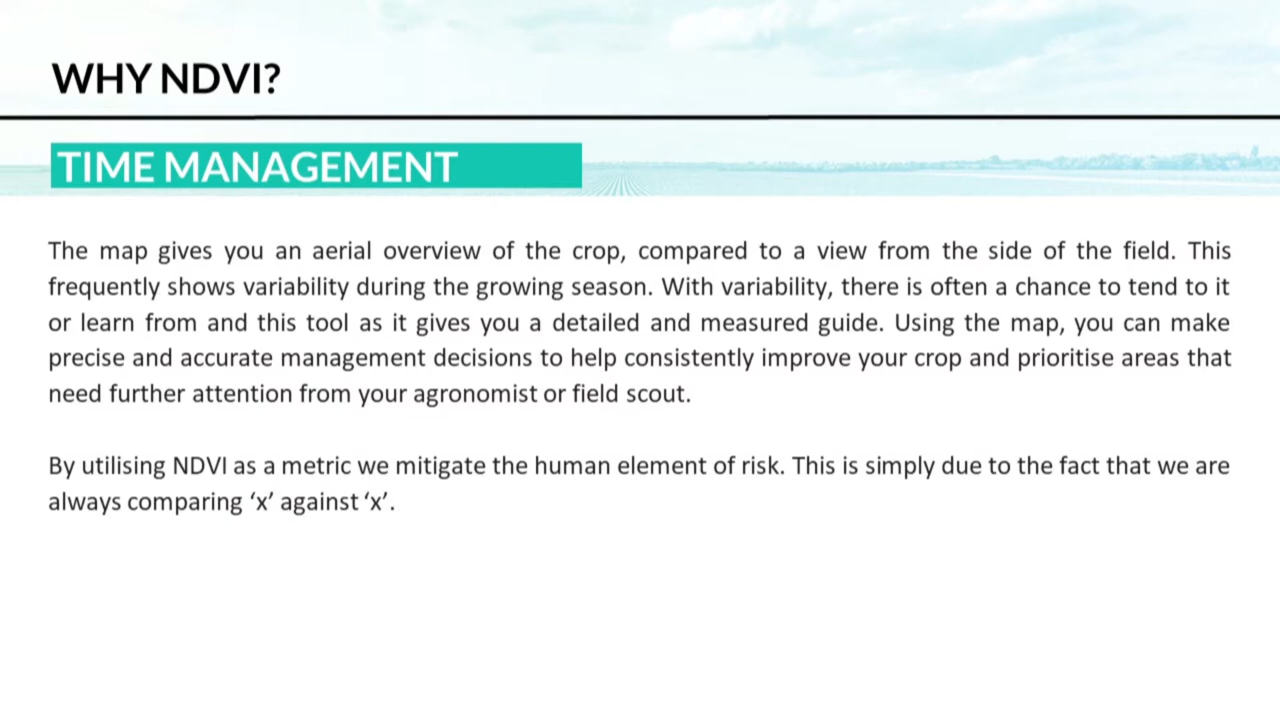 WHY NDVI?
TIME MANAGEMENT
The map gives you an aerial overview of the crop, compared to a view from the side of the field. This
frequently shows variability during the growing season. With variability, there is often a chance to tend to it
or learn from and this tool as it gives you a detailed and measured guide. Using the map, you can make
precise and accurate management decisions to help consistently improve your crop and prioritise areas that
need further attention from your agronomist or field scout.
By utilising NDVI as a metric we mitigate the human element of risk. This is simply due to the fact that we are
always comparing ‘x’ against ‘x’.